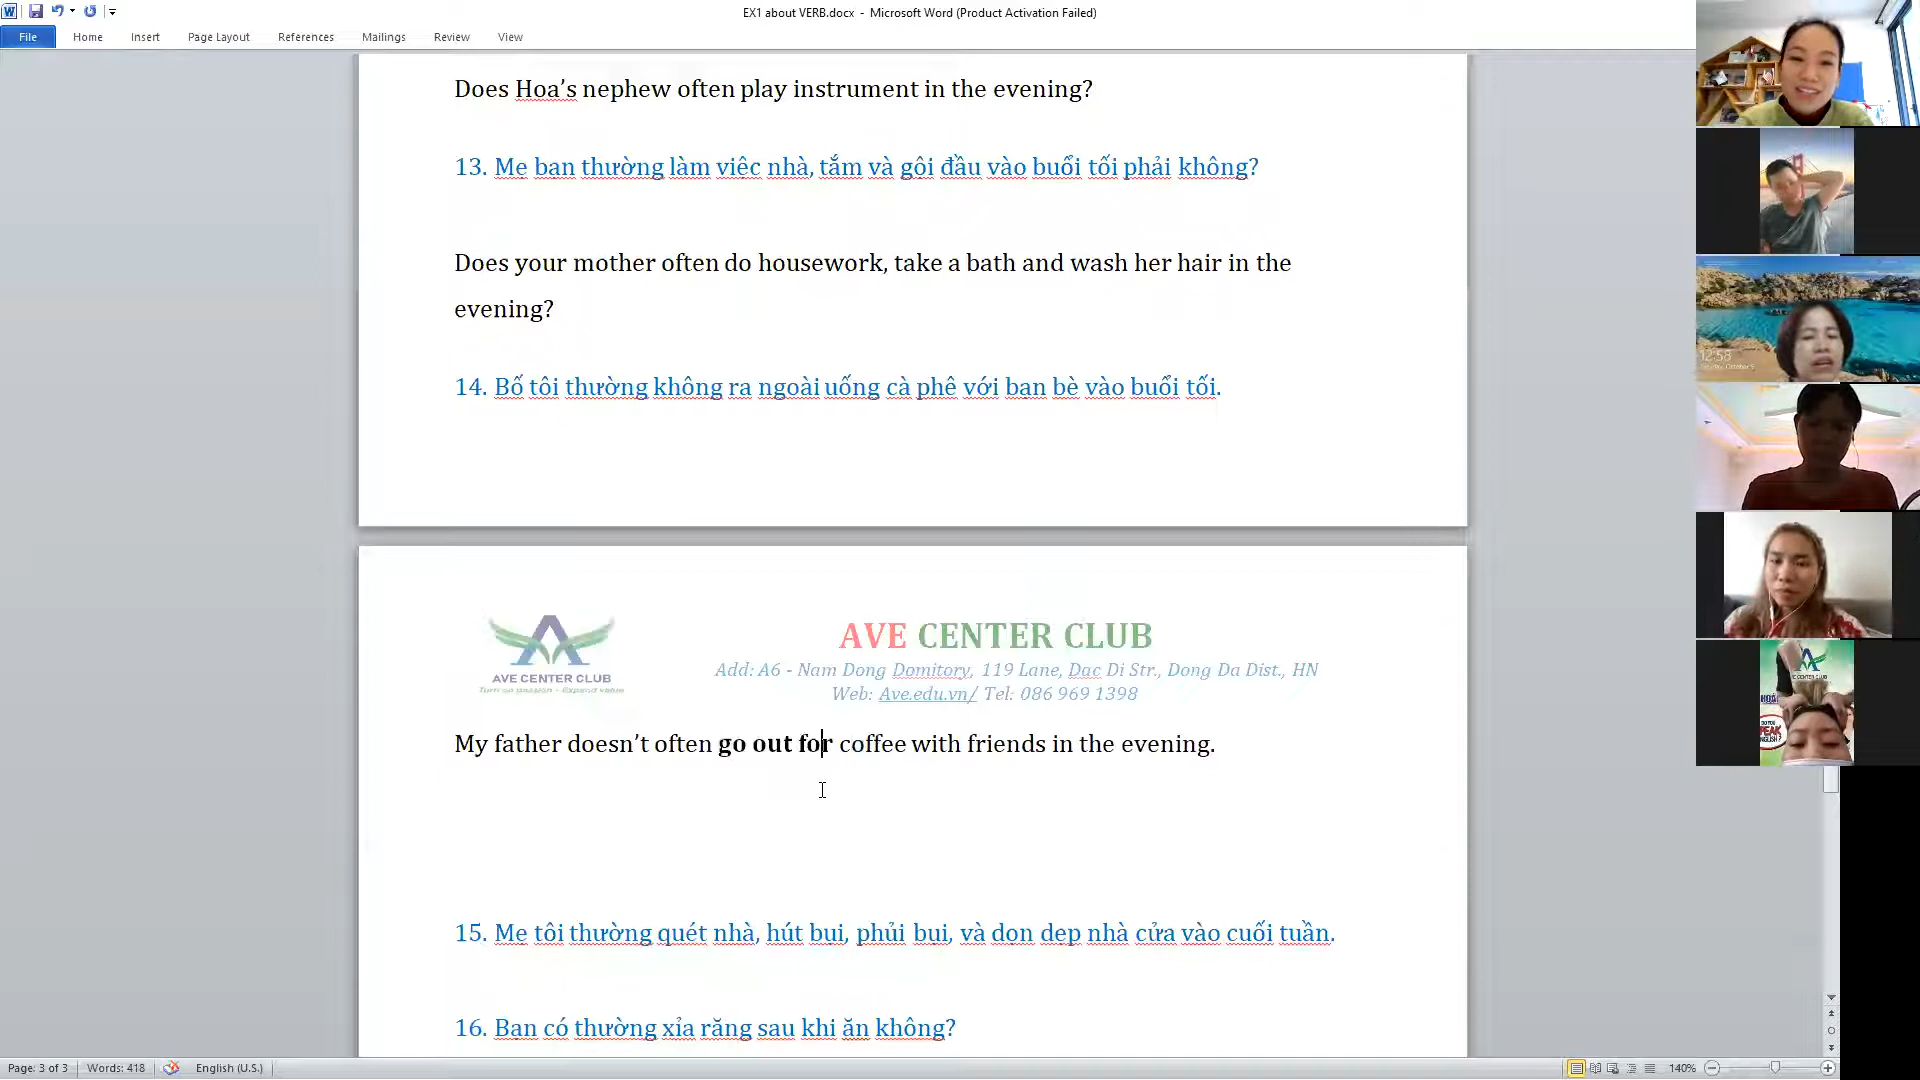 EX1 about VERB.docx - Microsoft Word (Product Activation Failed)
File Home Insert Page Layout References Mailings Review View
Does Hoa’s nephew often play instrument in the evening?
13. Mẹ bạn thường làm việc nhà, tắm và gội đầu vào buổi tối phải không?
Does your mother often do housework, take a bath and wash her hair in the
evening?
14. Bố tôi thường không ra ngoài uống cà phê với bạn bè vào buổi tối.
AVE CENTER CLUB
Turn on passion - Expand value
AVE CENTER CLUB
Add: A6 - Nam Dong Domitory, 119 Lane, Dac Di Str., Dong Da Dist., HN
Web: Ave.edu.vn/ Tel: 086 969 1398
My father doesn’t often go out for coffee with friends in the evening.
15. Mẹ tôi thường quét nhà, hút bụi, phủi bụi, và dọn dẹp nhà cửa vào cuối tuần.
16. Bạn có thường xỉa răng sau khi ăn không?
Page: 3 of 3 Words: 418 English (U.S.) 140%
12:58